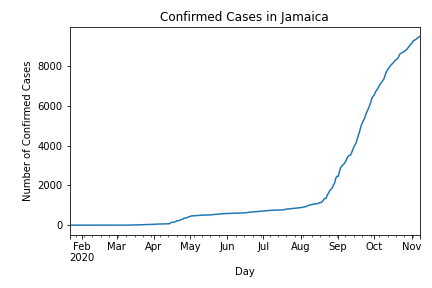 Confirmed Cases in Jamaica
Number of Confirmed Cases
8000
6000
4000
2000
0
Feb Mar Apr May Jun Jul Aug Sep Oct Nov
2020
Day